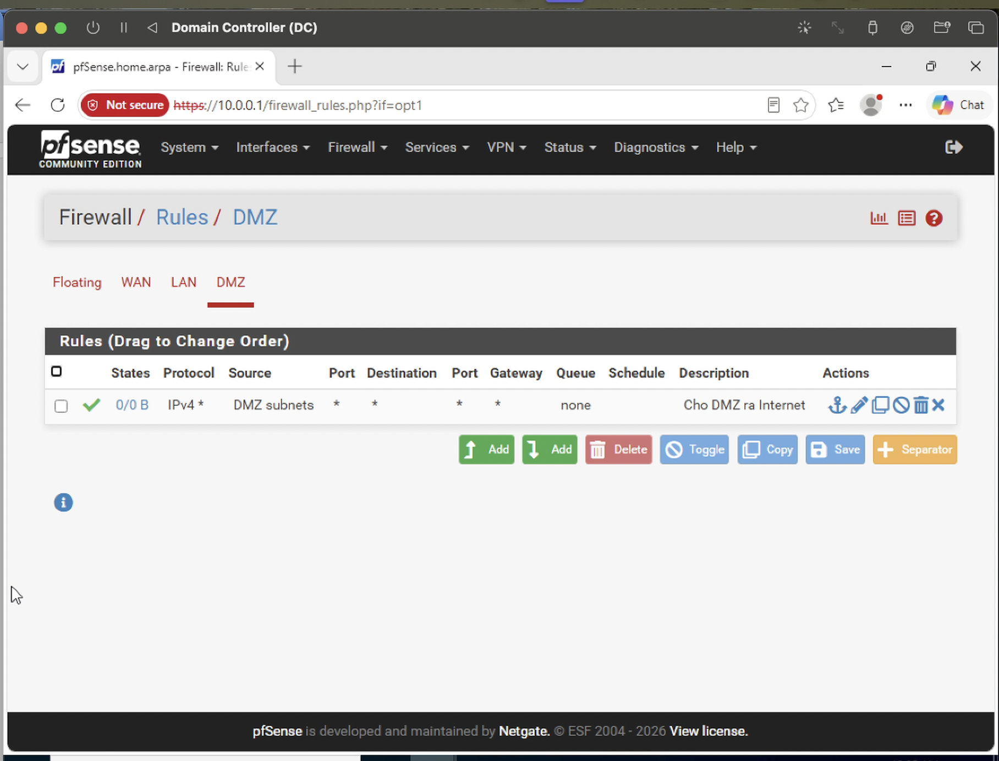 Domain Controller (DC)
pfSense.home.arpa - Firewall: Rule
Not secure https://10.0.0.1/firewall_rules.php?if=opt1 Chat
pfsense System Interfaces Firewall Services VPN Status Diagnostics Help
COMMUNITY EDITION
Firewall / Rules / DMZ
Floating WAN LAN DMZ
Rules (Drag to Change Order)
States Protocol Source Port Destination Port Gateway Queue Schedule Description Actions
0/0 B IPv4 * DMZ subnets * * * * none Cho DMZ ra Internet
Add Add Delete Toggle Copy Save Separator
pfSense is developed and maintained by Netgate. © ESF 2004 - 2026 View license.